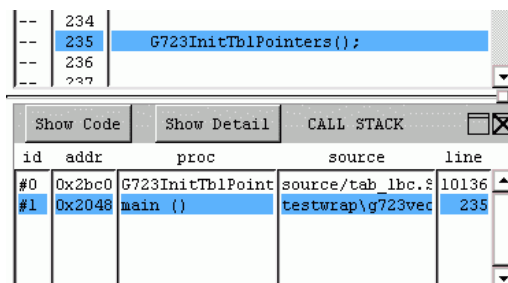 -- 234
-- 235 G723InitTblPointers();
-- 236
-- 237
Show Code Show Detail CALL STACK
id addr proc source line
#0 0x2bc0 G723InitTblPoint source/tab_lbc.S 10136
#1 0x2048 main () testwrap\g723vec 235